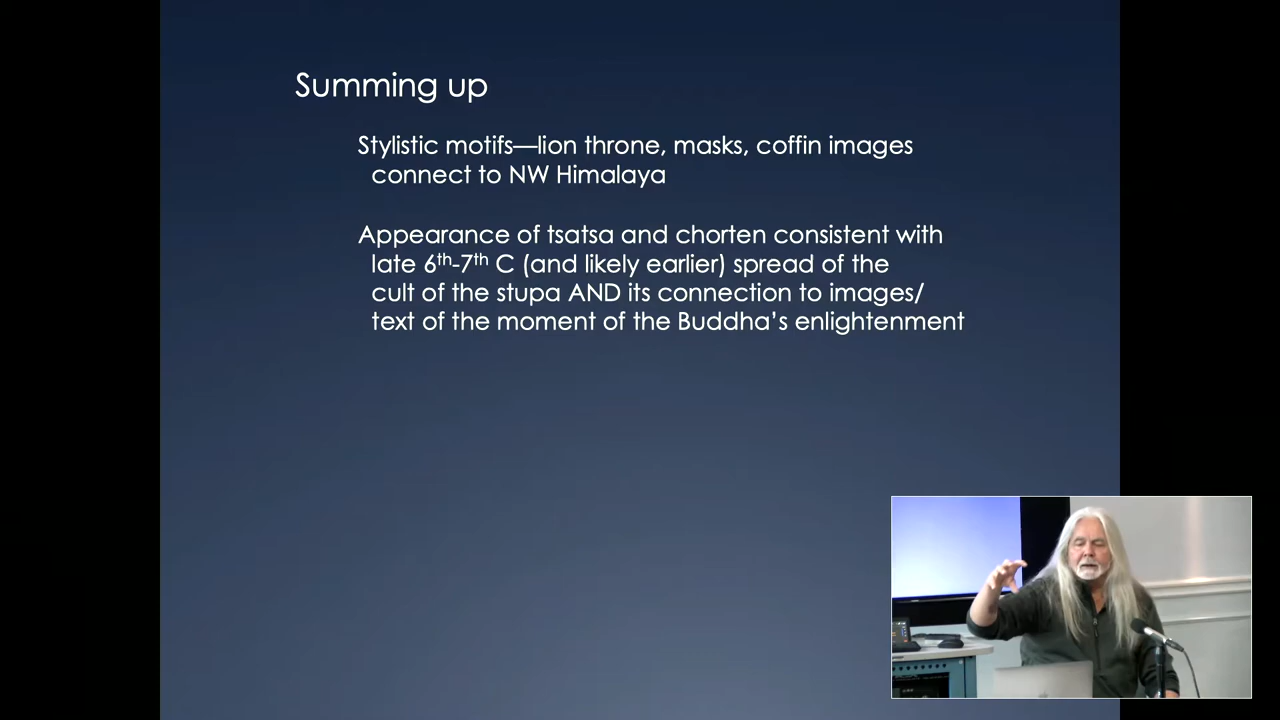 Summing up
Stylistic motifs—lion throne, masks, coffin images
connect to NW Himalaya
Appearance of tsatsa and chorten consistent with
late 6th-7th C (and likely earlier) spread of the
cult of the stupa AND its connection to images/
text of the moment of the Buddha’s enlightenment